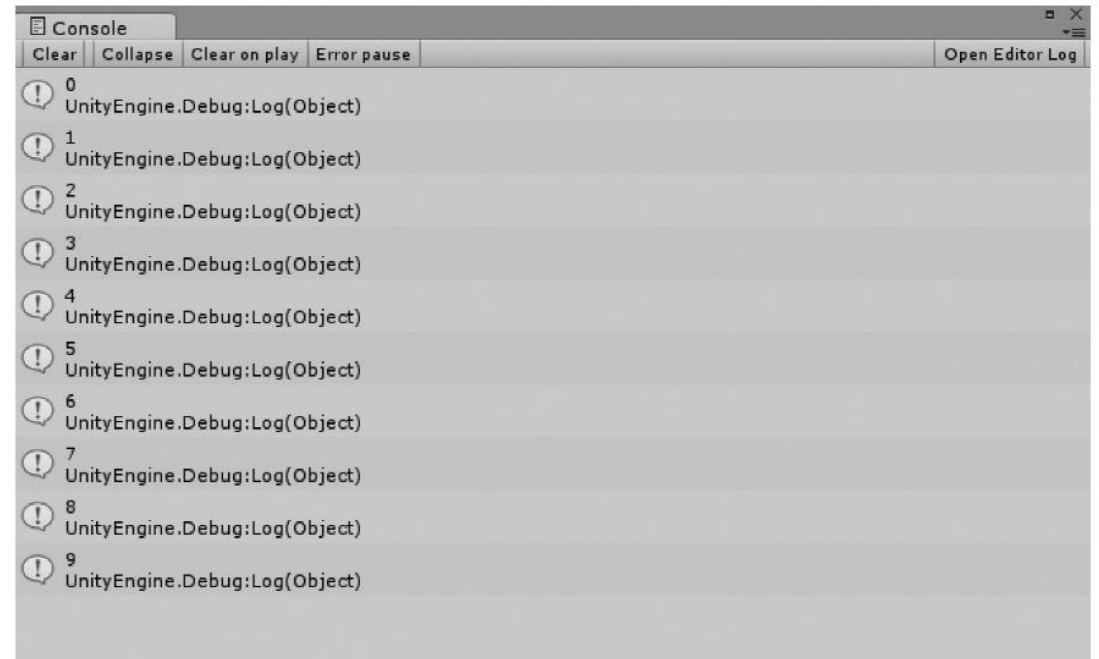 Console
Clear Collapse Clear on play Error pause Open Editor Log
0
UnityEngine.Debug:Log(Object)
1
UnityEngine.Debug:Log(Object)
2
UnityEngine.Debug:Log(Object)
3
UnityEngine.Debug:Log(Object)
4
UnityEngine.Debug:Log(Object)
5
UnityEngine.Debug:Log(Object)
6
UnityEngine.Debug:Log(Object)
7
UnityEngine.Debug:Log(Object)
8
UnityEngine.Debug:Log(Object)
9
UnityEngine.Debug:Log(Object)